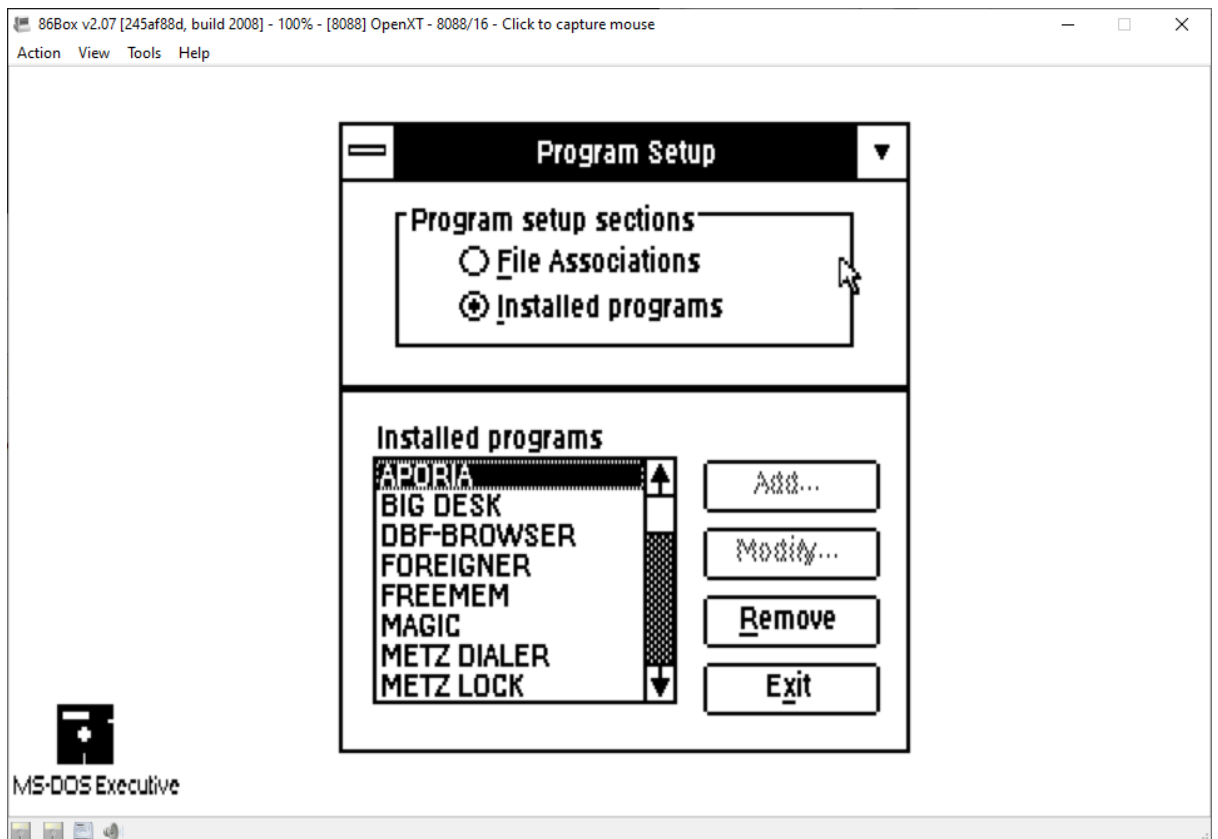 86Box v2.07 [245af88d, build 2008] - 100% - [8088] OpenXT - 8088/16 - Click to capture mouse
Action View Tools Help
Program Setup
Program setup sections
File Associations
Installed programs
Installed programs
APORIA
BIG DESK
DBF-BROWSER
FOREIGNER
FREEMEM
MAGIC
METZ DIALER
METZ LOCK
Add...
Modify...
Remove
Exit
MS-DOS Executive